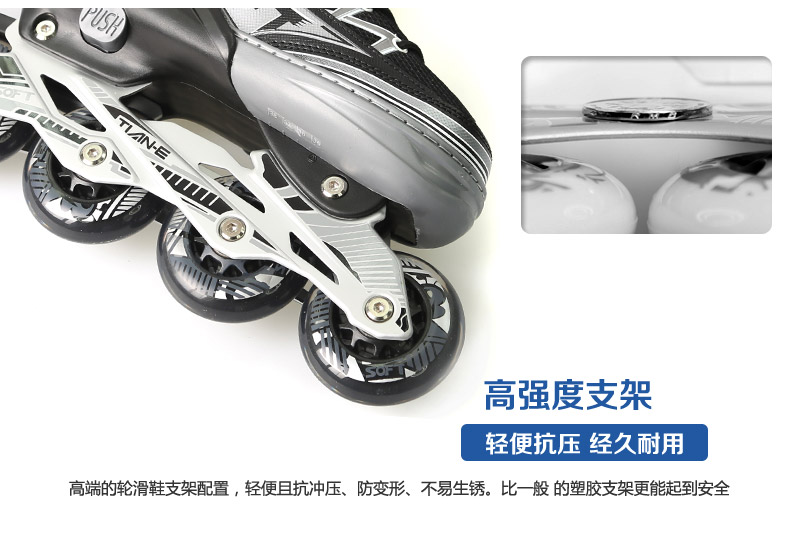 PUSH
SOFT
TIAN-E
SOFT
高强度支架
轻便抗压 经久耐用
高端的轮滑鞋支架配置，轻便且抗冲压、防变形、不易生锈。比一般 的塑胶支架更能起到安全